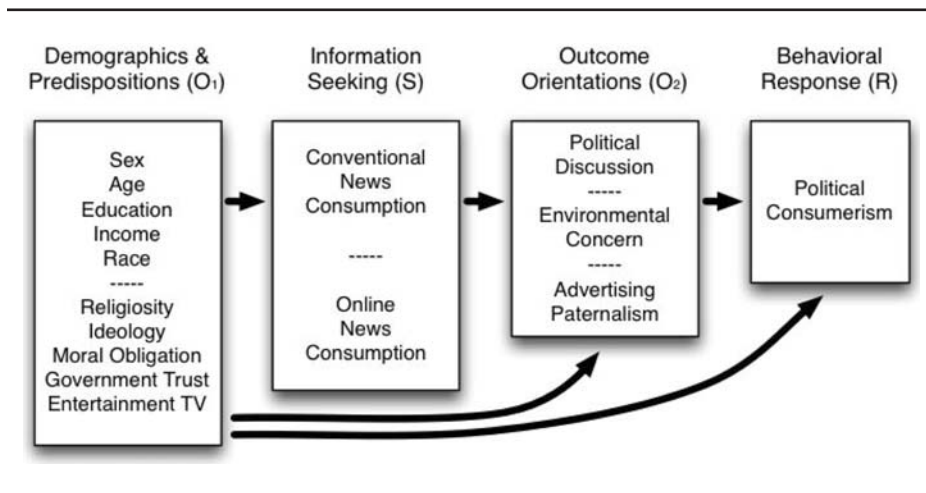 Demographics &
Predispositions (O₁)
Sex
Age
Education
Income
Race
-----
Religiosity
Ideology
Moral Obligation
Government Trust
Entertainment TV
Information
Seeking (S)
Conventional
News
Consumption
-----
Online
News
Consumption
Outcome
Orientations (O₂)
Political
Discussion
-----
Environmental
Concern
-----
Advertising
Paternalism
Behavioral
Response (R)
Political
Consumerism